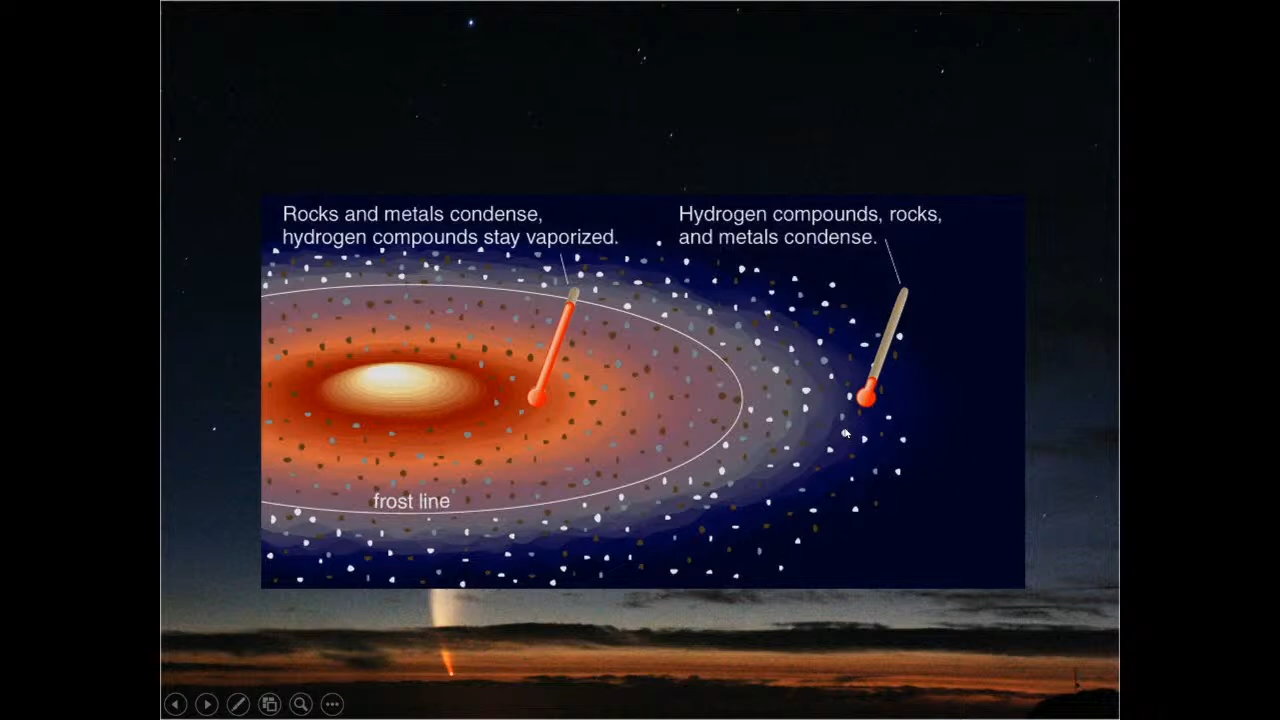 Rocks and metals condense,
hydrogen compounds stay vaporized.
Hydrogen compounds, rocks,
and metals condense.
frost line